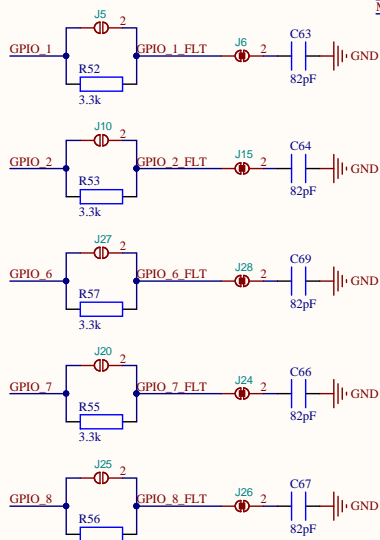 J5
2
GPIO_1
GPIO_1_FLT
R52
3.3k
J6
2
C63
82pF
GND
J10
2
GPIO_2
GPIO_2_FLT
R53
3.3k
J15
2
C64
82pF
GND
J27
2
GPIO_6
GPIO_6_FLT
R57
3.3k
J28
2
C69
82pF
GND
J20
2
GPIO_7
GPIO_7_FLT
R55
3.3k
J24
2
C66
82pF
GND
J25
2
GPIO_8
GPIO_8_FLT
R56
J26
2
C67
82pF
GND